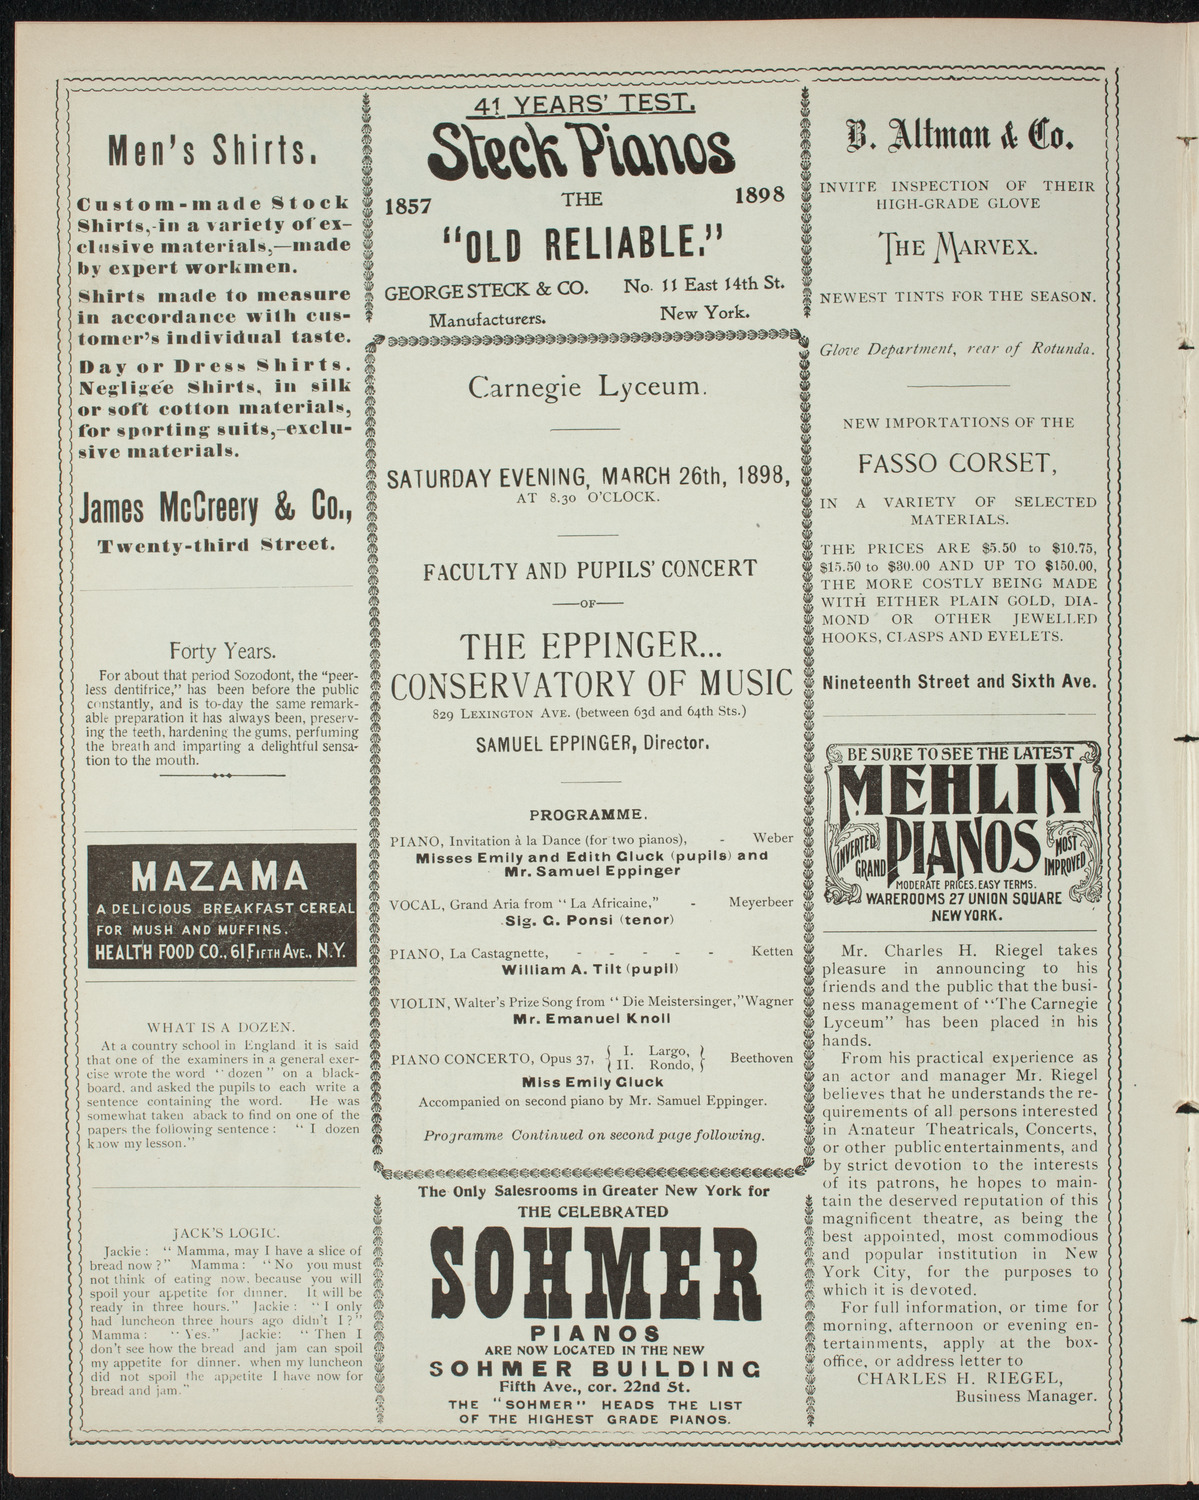 Men's Shirts.
Custom-made Stock
Shirts,-in a variety of ex-
clusive materials,—made
by expert workmen.
Shirts made to measure
in accordance with cus-
tomer's individual taste.
Day or Dress Shirts.
Negligée Shirts, in silk
or soft cotton materials,
for sporting suits,-exclu-
sive materials.
James McCreery & Co.,
Twenty-third Street.
Forty Years.
For about that period Sozodont, the "peer-
less dentifrice," has been before the public
constantly, and is to-day the same remark-
able preparation it has always been, preserv-
ing the teeth, hardening the gums, perfuming
the breath and imparting a delightful sensa-
tion to the mouth.
MAZAMA
A DELICIOUS BREAKFAST CEREAL
FOR MUSH AND MUFFINS.
HEALTH FOOD CO., 61 FIFTH AVE., N.Y.
WHAT IS A DOZEN.
At a country school in England it is said
that one of the examiners in a general exer-
cise wrote the word "dozen" on a black-
board, and asked the pupils to each write a
sentence containing the word. He was
somewhat taken aback to find on one of the
papers the following sentence: "I dozen
know my lesson."
JACK'S LOGIC.
Jackie: "Mamma, may I have a slice of
bread now?" Mamma: "No you must
not think of eating now, because you will
spoil your appetite for dinner. It will be
ready in three hours." Jackie: "I only
had luncheon three hours ago didn't I?"
Mamma: "Yes." Jackie: "Then I
don't see how the bread and jam can spoil
my appetite for dinner, when my luncheon
did not spoil the appetite I have now for
bread and jam."
41 YEARS' TEST.
Steck Pianos
1857 THE 1898
"OLD RELIABLE."
GEORGE STECK & CO. No. 11 East 14th St.
Manufacturers. New York.
Carnegie Lyceum.
SATURDAY EVENING, MARCH 26th, 1898,
AT 8.30 O'CLOCK.
FACULTY AND PUPILS' CONCERT
—OF—
THE EPPINGER...
CONSERVATORY OF MUSIC
829 LEXINGTON AVE. (between 63d and 64th Sts.)
SAMUEL EPPINGER, Director.
PROGRAMME.
PIANO, Invitation à la Dance (for two pianos), - Weber
Misses Emily and Edith Gluck (pupils) and
Mr. Samuel Eppinger
VOCAL, Grand Aria from "La Africaine," - Meyerbeer
Sig. G. Ponsi (tenor)
PIANO, La Castagnette, - - - - - Ketten
William A. Tilt (pupil)
VIOLIN, Walter's Prize Song from "Die Meistersinger," Wagner
Mr. Emanuel Knoll
PIANO CONCERTO, Opus 37, { I. Largo, } Beethoven
{ II. Rondo, }
Miss Emily Gluck
Accompanied on second piano by Mr. Samuel Eppinger.
Programme Continued on second page following.
The Only Salesrooms in Greater New York for
THE CELEBRATED
SOHMER
PIANOS
ARE NOW LOCATED IN THE NEW
SOHMER BUILDING
Fifth Ave., cor. 22nd St.
THE "SOHMER" HEADS THE LIST
OF THE HIGHEST GRADE PIANOS.
B. Altman & Co.
INVITE INSPECTION OF THEIR
HIGH-GRADE GLOVE
THE MARVEX.
NEWEST TINTS FOR THE SEASON.
Glove Department, rear of Rotunda.
NEW IMPORTATIONS OF THE
FASSO CORSET,
IN A VARIETY OF SELECTED
MATERIALS.
THE PRICES ARE $5.50 to $10.75,
$15.50 to $30.00 AND UP TO $150.00,
THE MORE COSTLY BEING MADE
WITH EITHER PLAIN GOLD, DIA-
MOND OR OTHER JEWELLED
HOOKS, CLASPS AND EYELETS.
Nineteenth Street and Sixth Ave.
BE SURE TO SEE THE LATEST
MEHLIN
PIANOS
INVERTED GRAND
MOST IMPROVED
MODERATE PRICES. EASY TERMS.
WAREROOMS 27 UNION SQUARE
NEW YORK.
Mr. Charles H. Riegel takes
pleasure in announcing to his
friends and the public that the busi-
ness management of "The Carnegie
Lyceum" has been placed in his
hands.
From his practical experience as
an actor and manager Mr. Riegel
believes that he understands the re-
quirements of all persons interested
in Amateur Theatricals, Concerts,
or other public entertainments, and
by strict devotion to the interests
of its patrons, he hopes to main-
tain the deserved reputation of this
magnificent theatre, as being the
best appointed, most commodious
and popular institution in New
York City, for the purposes to
which it is devoted.
For full information, or time for
morning, afternoon or evening en-
tertainments, apply at the box-
office, or address letter to
CHARLES H. RIEGEL,
Business Manager.